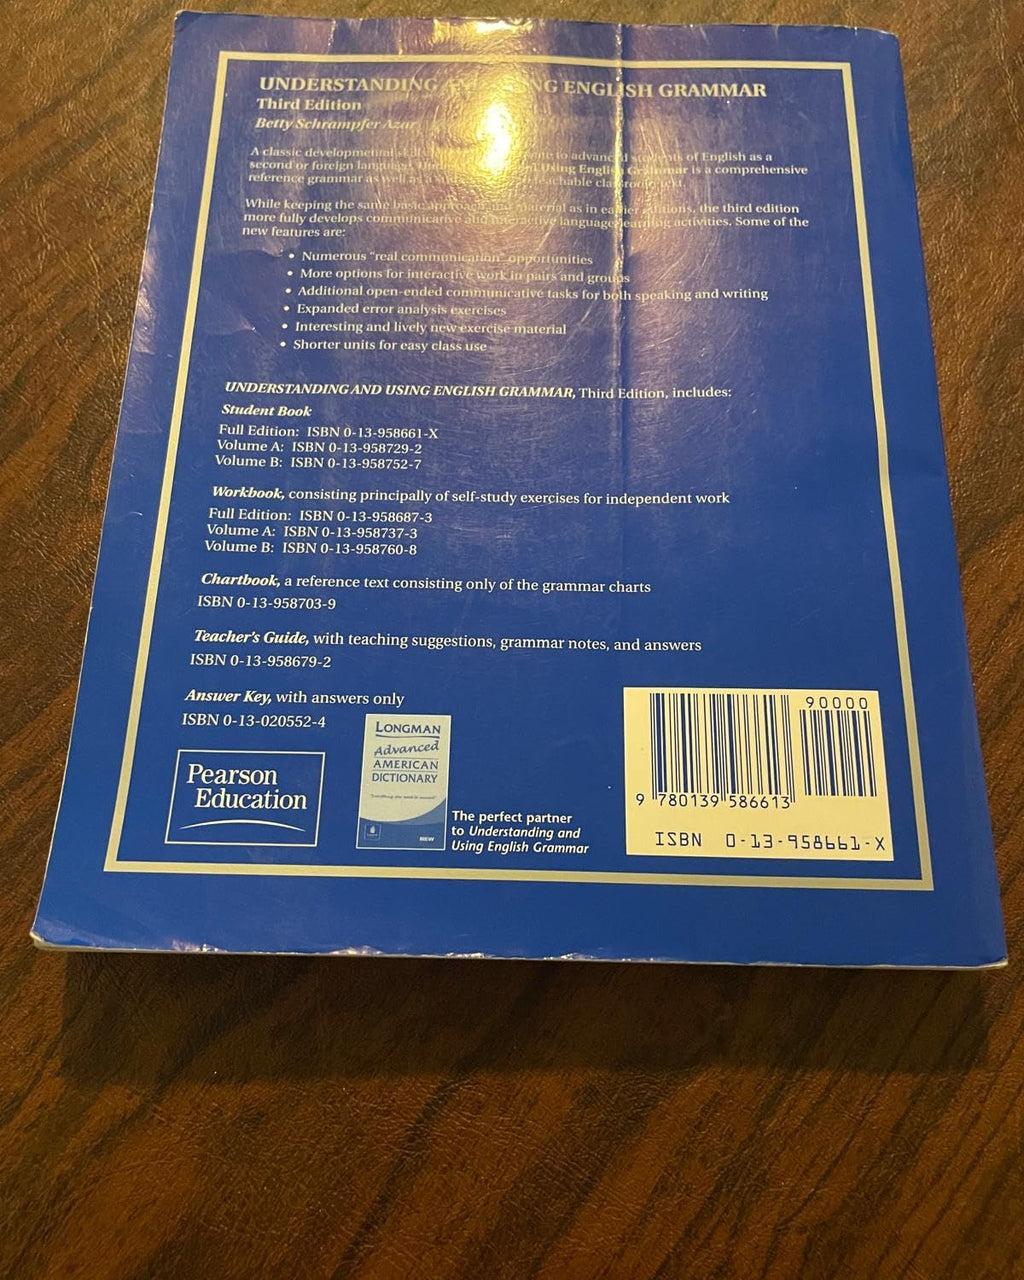 UNDERSTANDING AND USING ENGLISH GRAMMAR
Third Edition
Betty Schrampfer Azar
A classic developmental skills to advanced students of English as a
second or foreign language, Using English Grammar is a comprehensive
reference grammar as well as a teachable classroom text.
While keeping the same basic approach and material as in earlier editions, the third edition
more fully develops communicative and interactive language-learning activities. Some of the
new features are:
• Numerous "real communication" opportunities
• More options for interactive work in pairs and groups
• Additional open-ended communicative tasks for both speaking and writing
• Expanded error analysis exercises
• Interesting and lively new exercise material
• Shorter units for easy class use
UNDERSTANDING AND USING ENGLISH GRAMMAR, Third Edition, includes:
Student Book
Full Edition: ISBN 0-13-958661-X
Volume A: ISBN 0-13-958729-2
Volume B: ISBN 0-13-958752-7
Workbook, consisting principally of self-study exercises for independent work
Full Edition: ISBN 0-13-958687-3
Volume A: ISBN 0-13-958737-3
Volume B: ISBN 0-13-958760-8
Chartbook, a reference text consisting only of the grammar charts
ISBN 0-13-958703-9
Teacher's Guide, with teaching suggestions, grammar notes, and answers
ISBN 0-13-958679-2
Answer Key, with answers only
ISBN 0-13-020552-4
Pearson
Education
LONGMAN
Advanced
AMERICAN
DICTIONARY
NEW
The perfect partner
to Understanding and
Using English Grammar
90000
9 780139 586613
ISBN 0-13-958661-X